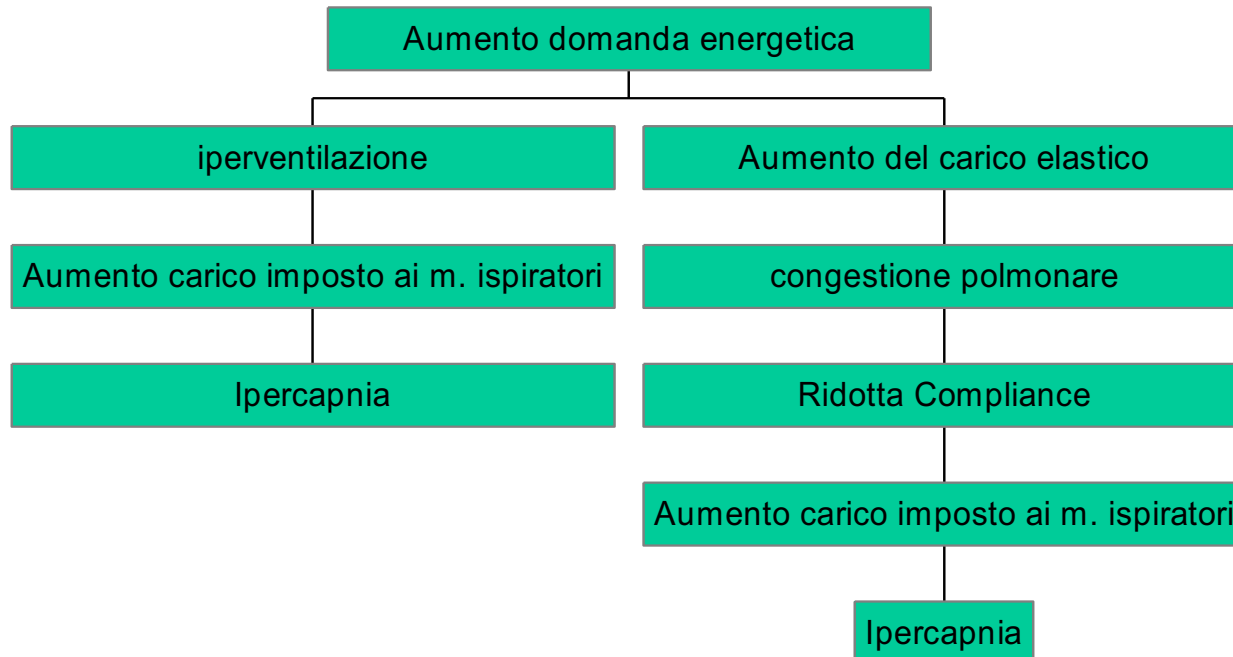 Aumento domanda energetica
iperventilazione
Aumento del carico elastico
Aumento carico imposto ai m. ispiratori
congestione polmonare
Ipercapnia
Ridotta Compliance
Aumento carico imposto ai m. ispiratori
Ipercapnia